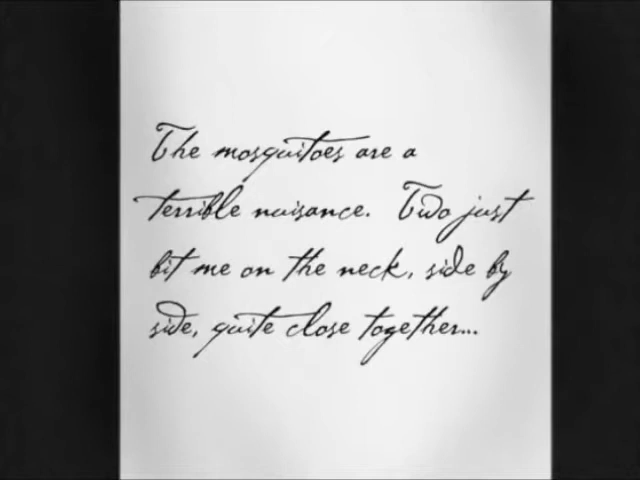 The mosquitoes are a
terrible nuisance. Two just
bit me on the neck, side by
side, quite close together...